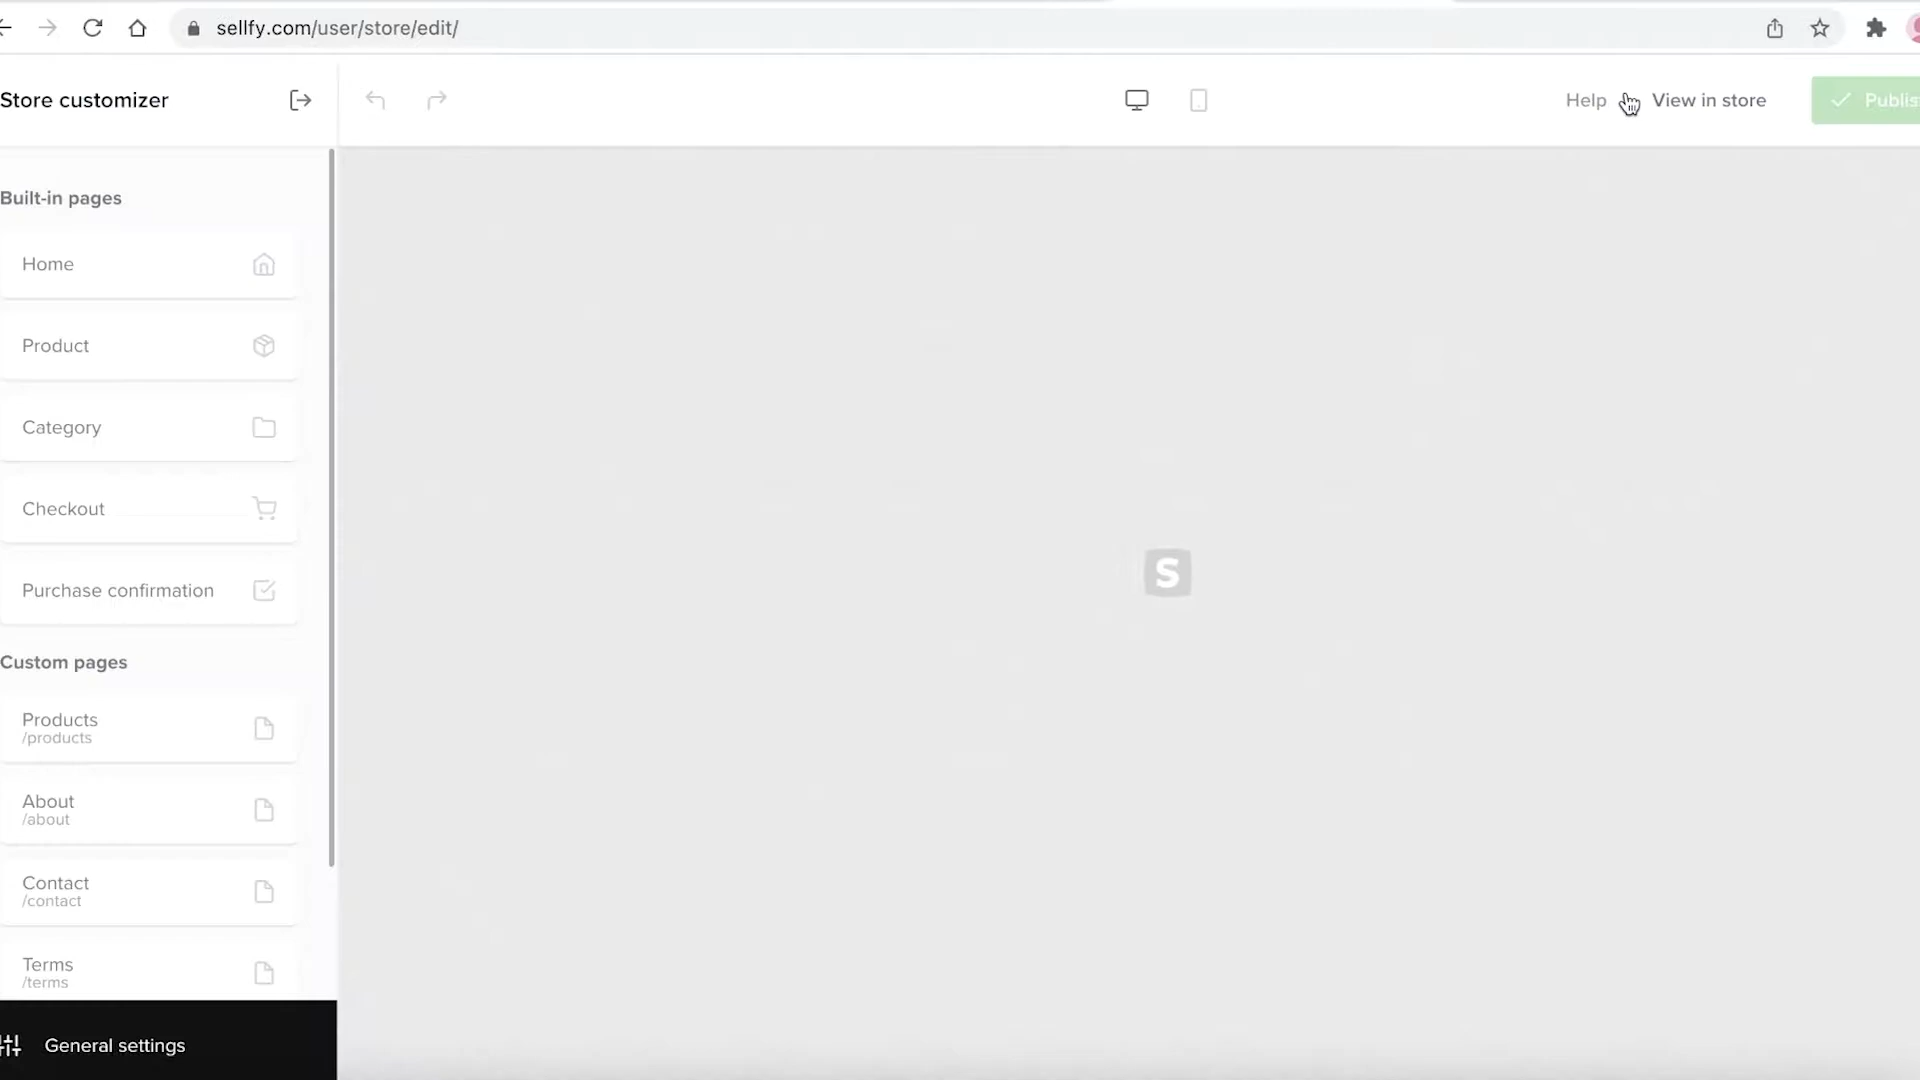 sellfy.com/user/store/edit/
Store customizer
Help
View in store
Publis
Built-in pages
Home
Product
Category
Checkout
Purchase confirmation
Custom pages
Products
/products
About
/about
Contact
/contact
Terms
/terms
General settings
S